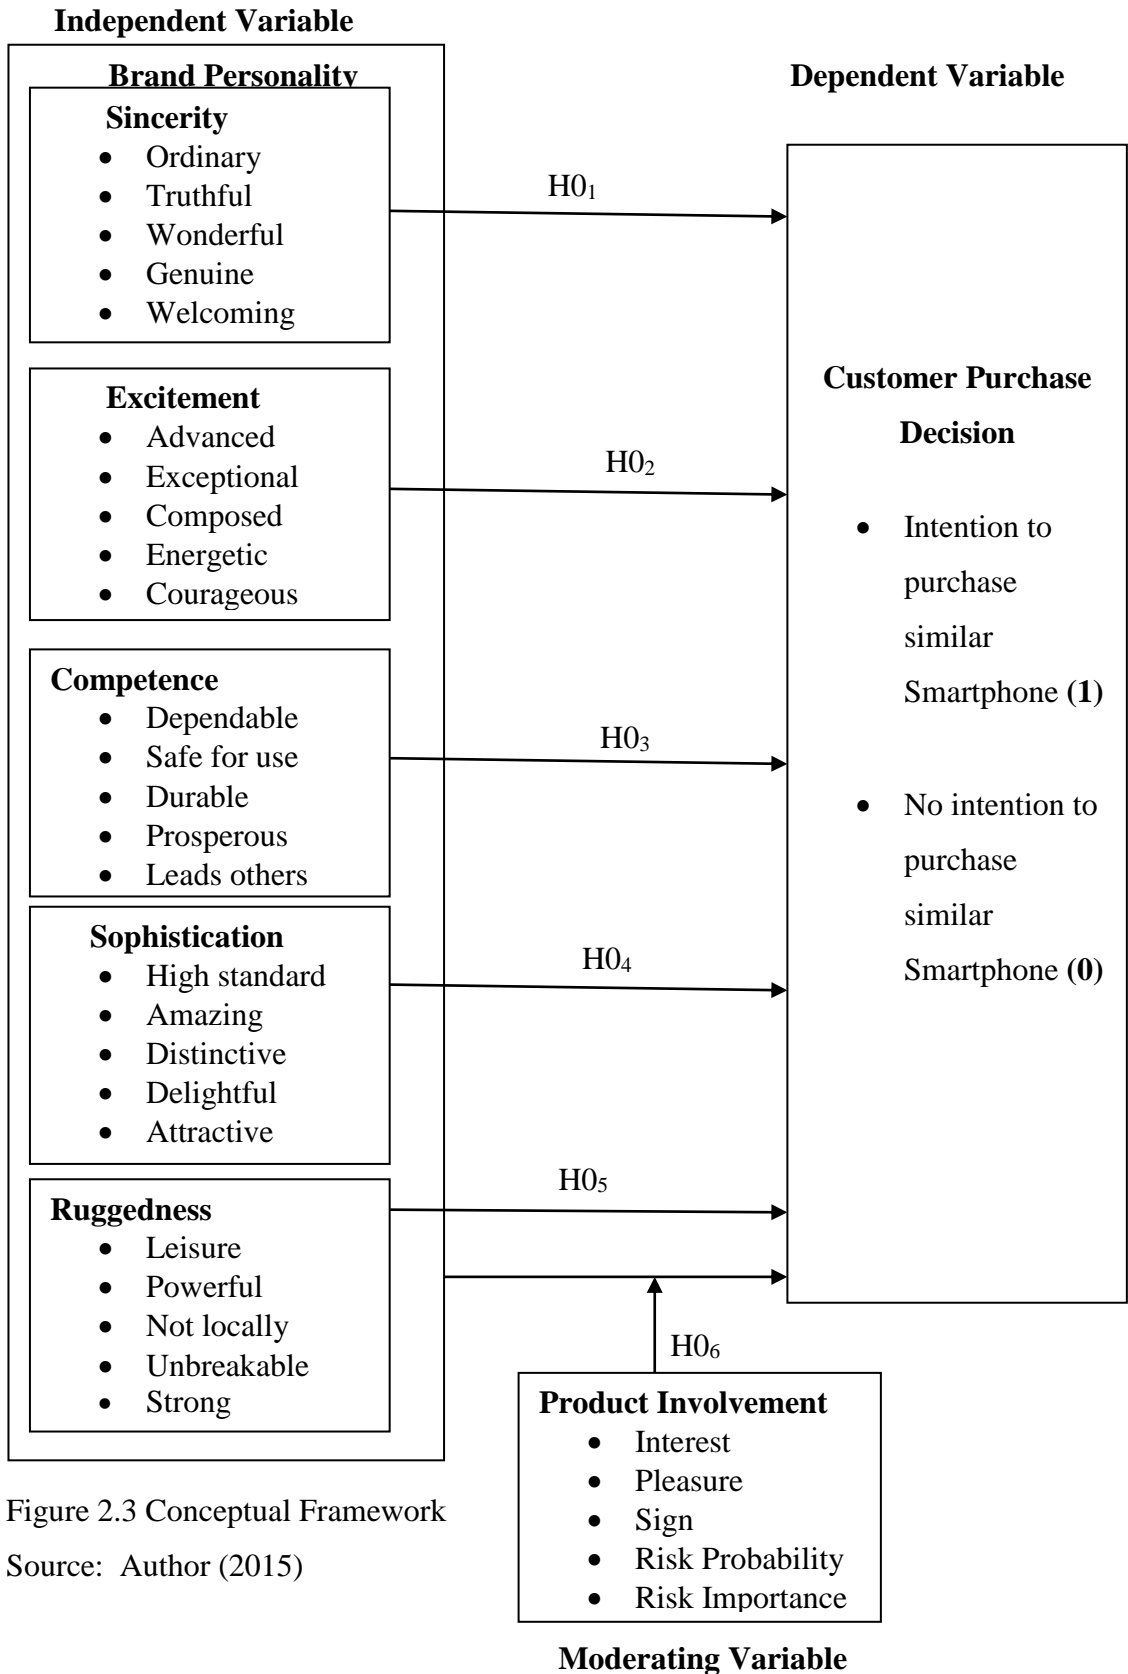 Independent Variable
Brand Personality
Sincerity
• Ordinary
• Truthful
• Wonderful
• Genuine
• Welcoming
Excitement
• Advanced
• Exceptional
• Composed
• Energetic
• Courageous
Competence
• Dependable
• Safe for use
• Durable
• Prosperous
• Leads others
Sophistication
• High standard
• Amazing
• Distinctive
• Delightful
• Attractive
Ruggedness
• Leisure
• Powerful
• Not locally
• Unbreakable
• Strong
H0₁
H0₂
H0₃
H0₄
H0₅
H0₆
Dependent Variable
Customer Purchase
Decision
• Intention to
purchase
similar
Smartphone (1)
• No intention to
purchase
similar
Smartphone (0)
Product Involvement
• Interest
• Pleasure
• Sign
• Risk Probability
• Risk Importance
Moderating Variable
Figure 2.3 Conceptual Framework
Source: Author (2015)